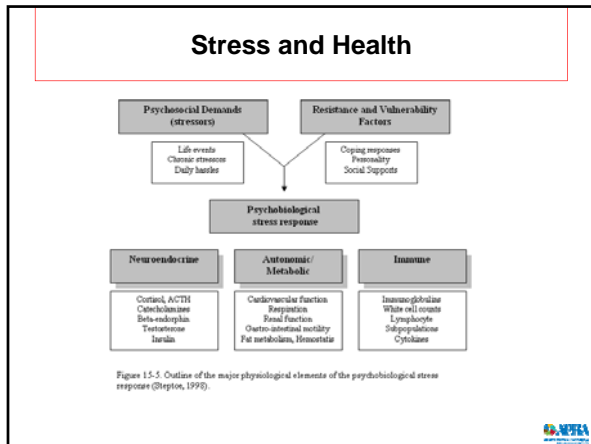 Stress and Health
Psychosocial Demands
(stressors)
Resistance and Vulnerability
Factors
Life events
Chronic stressors
Daily hassles
Coping responses
Personality
Social Supports
Psychobiological
stress response
Neuroendocrine
Autonomic/
Metabolic
Immune
Cortisol, ACTH
Catecholamines
Beta-endorphin
Testosterone
Insulin
Cardiovascular function
Respiration
Renal function
Gastro-intestinal motility
Fat metabolism, Hemostatis
Immunoglobulins
White cell counts
Lymphocyte
Subpopulations
Cytokines
Figure 15-5. Outline of the major physiological elements of the psychobiological stress
response (Steptoe, 1998).